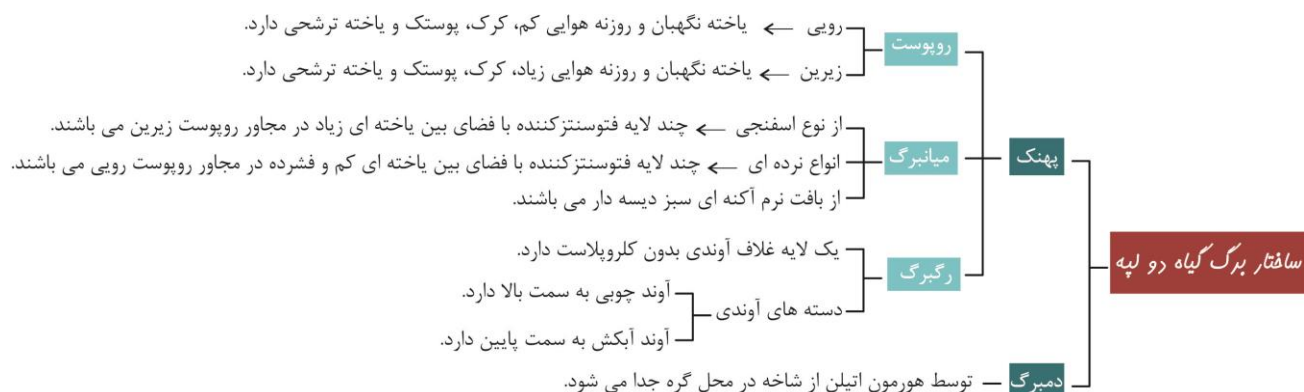 ساختار برگ گیاه دو لپه
پهنک
روپوست
رویی ← یاخته نگهبان و روزنه هوایی کم، کرک، پوستک و یاخته ترشحی دارد.
زیرین ← یاخته نگهبان و روزنه هوایی زیاد، کرک، پوستک و یاخته ترشحی دارد.
میانبرگ
از نوع اسفنجی ← چند لایه فتوسنتزکننده با فضای بین یاخته ای زیاد در مجاور روپوست زیرین می باشند.
انواع نرده ای ← چند لایه فتوسنتزکننده با فضای بین یاخته ای کم و فشرده در مجاور روپوست رویی می باشند.
از بافت نرم آکنه ای سبز دیسه دار می باشند.
رگبرگ
یک لایه غلاف آوندی بدون کلروپلاست دارد.
دسته های آوندی
آوند چوبی به سمت بالا دارد.
آوند آبکش به سمت پایین دارد.
دمبرگ
توسط هورمون اتیلن از شاخه در محل گره جدا می شود.